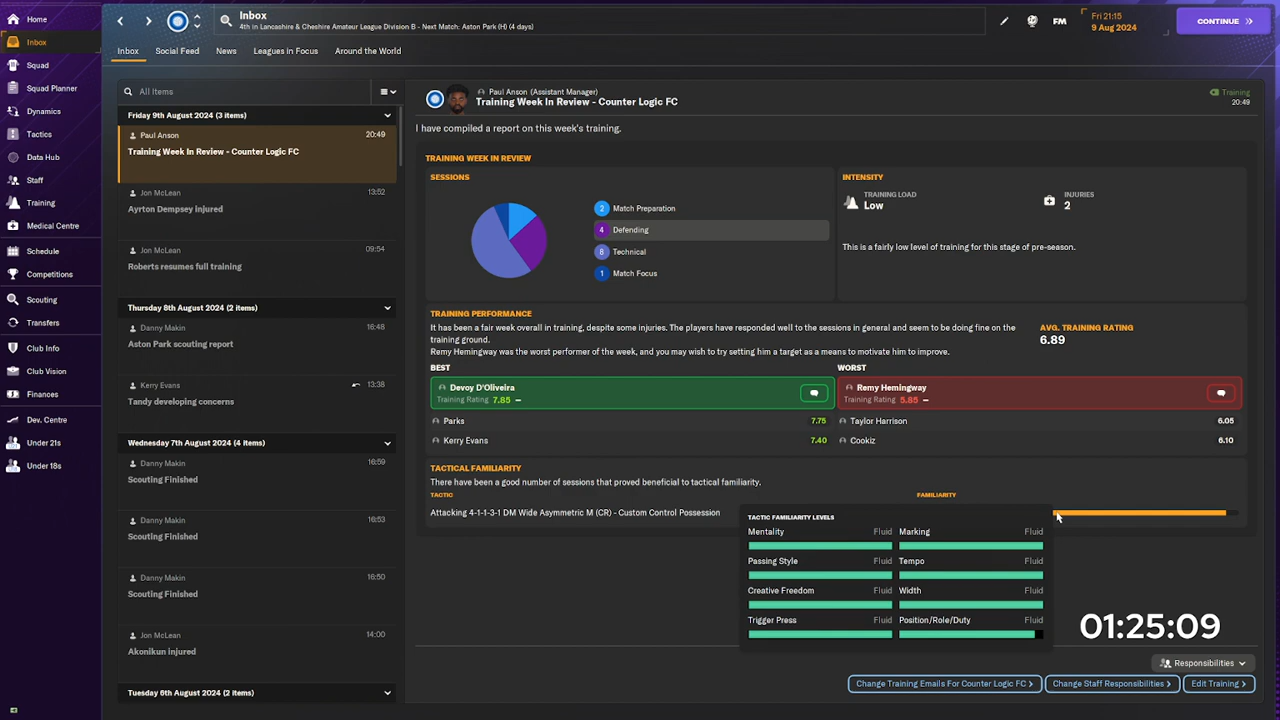 Home
Inbox
Squad
Squad Planner
Dynamics
Tactics
Data Hub
Staff
Training
Medical Centre
Schedule
Competitions
Scouting
Transfers
Club Info
Club Vision
Finances
Dev. Centre
Under 21s
Under 18s
Inbox
4th in Lancashire & Cheshire Amateur League Division B - Next Match: Aston Park (H) (4 days)
FM
Fri 21:15
9 Aug 2024
CONTINUE
Inbox
Social Feed
News
Leagues in Focus
Around the World
All Items
Friday 9th August 2024 (3 items)
Paul Anson 20:49
Training Week In Review - Counter Logic FC
Jon McLean 13:52
Ayrton Dempsey injured
Jon McLean 09:54
Roberts resumes full training
Thursday 8th August 2024 (2 items)
Danny Makin 16:48
Aston Park scouting report
Kerry Evans 13:38
Tandy developing concerns
Wednesday 7th August 2024 (4 items)
Danny Makin 16:59
Scouting Finished
Danny Makin 16:53
Scouting Finished
Danny Makin 16:50
Scouting Finished
Jon McLean 14:00
Akonikun injured
Tuesday 6th August 2024 (2 items)
Paul Anson (Assistant Manager)
Training Week In Review - Counter Logic FC
Training
20:49
I have compiled a report on this week's training.
TRAINING WEEK IN REVIEW
SESSIONS
2 Match Preparation
4 Defending
8 Technical
1 Match Focus
INTENSITY
TRAINING LOAD
Low
INJURIES
2
This is a fairly low level of training for this stage of pre-season.
TRAINING PERFORMANCE
It has been a fair week overall in training, despite some injuries. The players have responded well to the sessions in general and seem to be doing fine on the
training ground.
Remy Hemingway was the worst performer of the week, and you may wish to try setting him a target as a means to motivate him to improve.
AVG. TRAINING RATING
6.89
BEST
Devoy D'Oliveira
Training Rating 7.85 –
Parks 7.75
Kerry Evans 7.40
WORST
Remy Hemingway
Training Rating 5.85 –
Taylor Harrison 6.05
Cookiz 6.10
TACTICAL FAMILIARITY
There have been a good number of sessions that proved beneficial to tactical familiarity.
TACTIC FAMILIARITY
Attacking 4-1-1-3-1 DM Wide Asymmetric M (CR) - Custom Control Possession
TACTIC FAMILIARITY LEVELS
Mentality Fluid Marking Fluid
Passing Style Fluid Tempo Fluid
Creative Freedom Fluid Width Fluid
Trigger Press Fluid Position/Role/Duty Fluid
01:25:09
Responsibilities
Change Training Emails For Counter Logic FC >
Change Staff Responsibilities >
Edit Training >